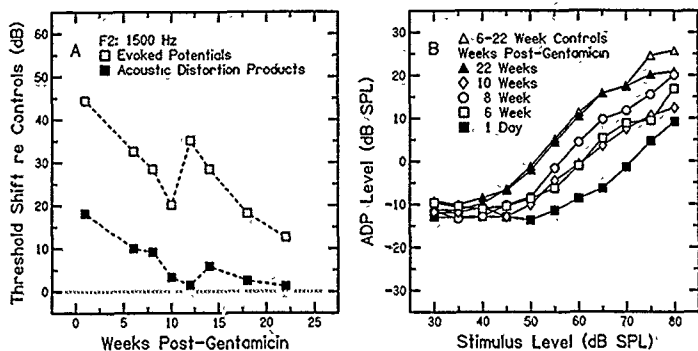 A
F2: 1500 Hz
Evoked Potentials
Acoustic Distortion Products
Threshold Shift re Controls (dB)
60
50
40
30
20
10
0
0 5 10 15 20 25
Weeks Post-Gentamicin
B
6-22 Week Controls
Weeks Post-Gentamicin
22 Weeks
10 Weeks
8 Week
6 Week
1 Day
ADP Level (dB SPL)
30
20
10
0
-10
-20
-30
30 40 50 60 70 80
Stimulus Level (dB SPL)